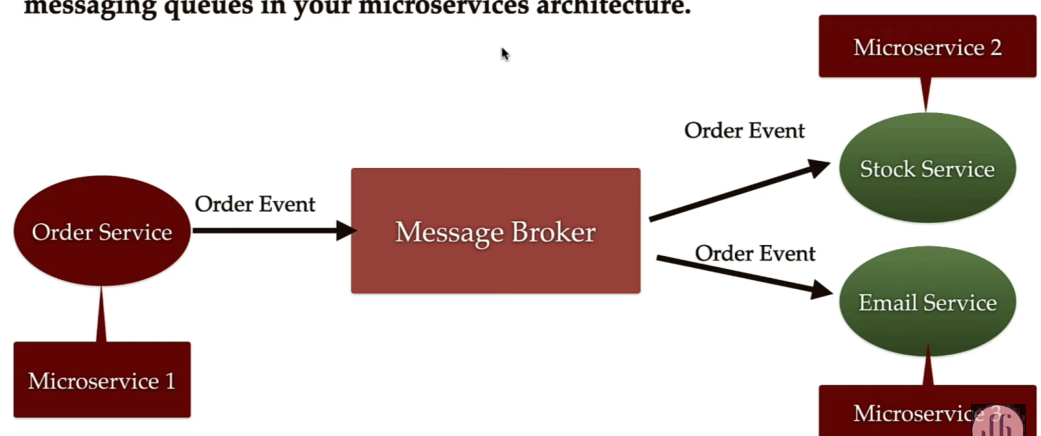 messaging queues in your microservices architecture.
Microservice 2
Order Event
Stock Service
Order Event
Order Service
Message Broker
Order Event
Email Service
Microservice 1
Microservice 3